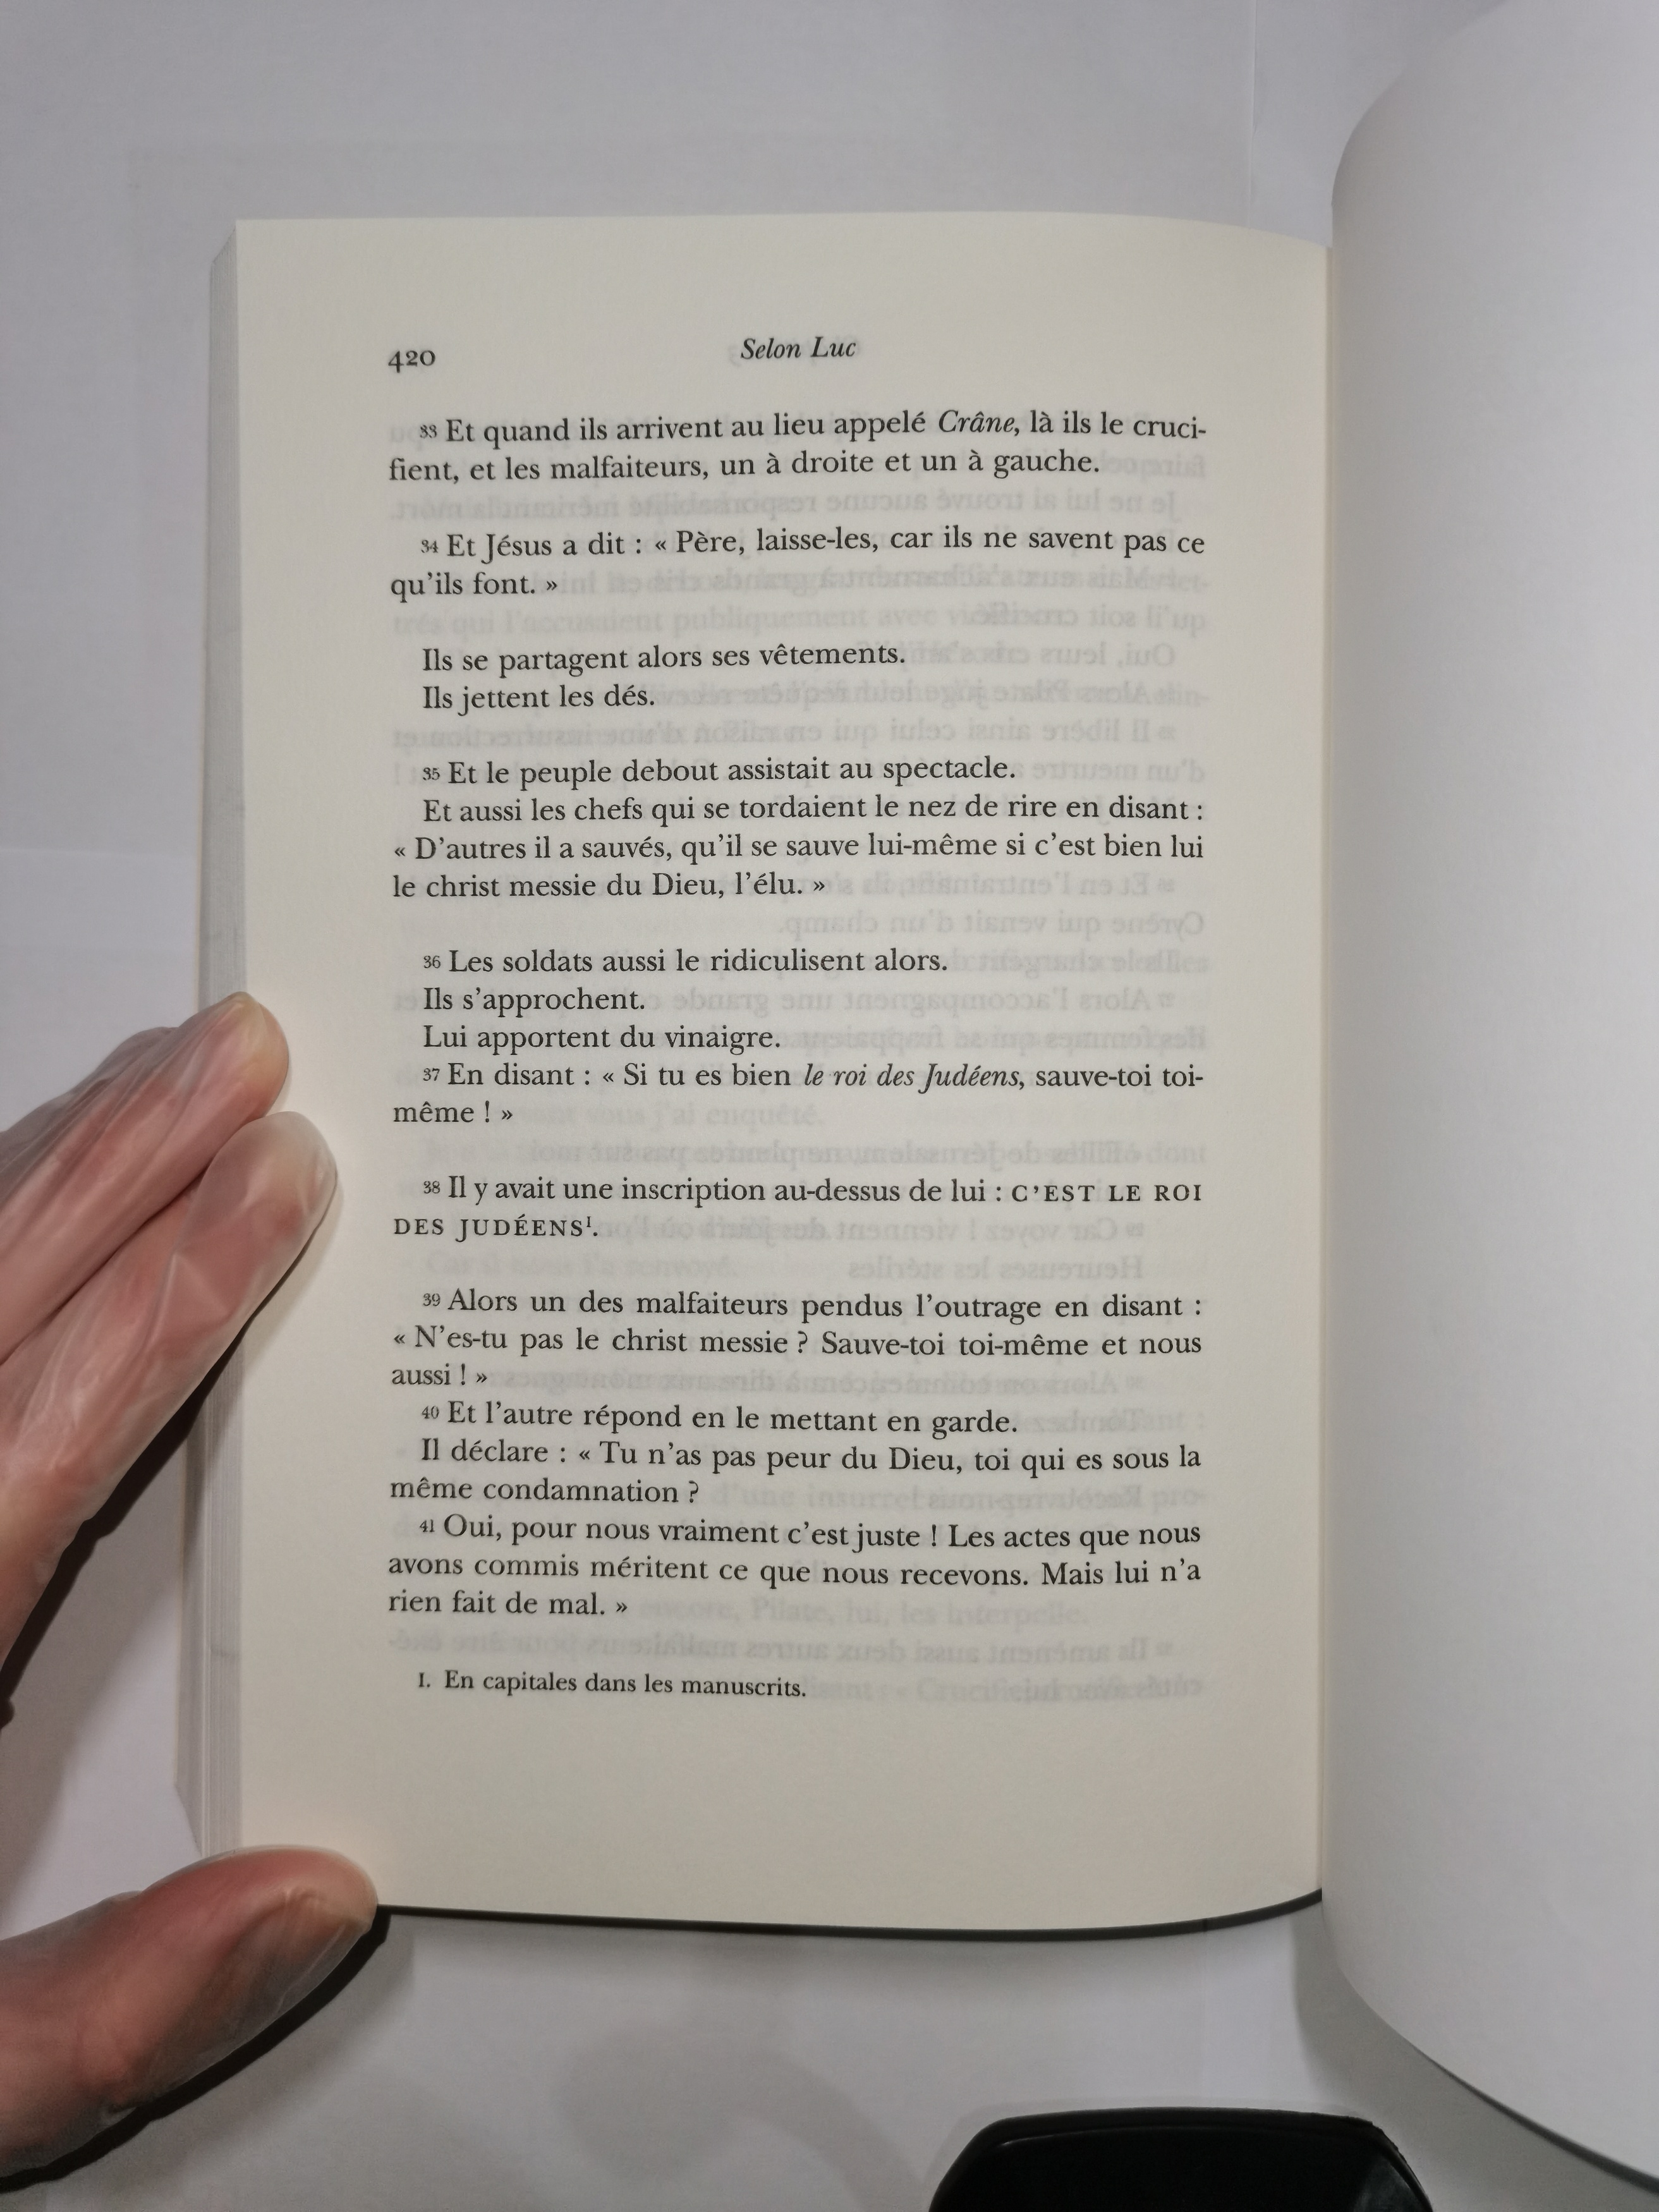 420
Selon Luc
33 Et quand ils arrivent au lieu appelé Crâne, là ils le cruci-
fient, et les malfaiteurs, un à droite et un à gauche.
34 Et Jésus a dit : « Père, laisse-les, car ils ne savent pas ce
qu'ils font. »
Ils se partagent alors ses vêtements.
Ils jettent les dés.
35 Et le peuple debout assistait au spectacle.
Et aussi les chefs qui se tordaient le nez de rire en disant :
« D'autres il a sauvés, qu'il se sauve lui-même si c'est bien lui
le christ messie du Dieu, l'élu. »
36 Les soldats aussi le ridiculisent alors.
Ils s'approchent.
Lui apportent du vinaigre.
37 En disant : « Si tu es bien le roi des Judéens, sauve-toi toi-
même ! »
38 Il y avait une inscription au-dessus de lui : C'EST LE ROI
DES JUDÉENS¹.
39 Alors un des malfaiteurs pendus l'outrage en disant :
« N'es-tu pas le christ messie ? Sauve-toi toi-même et nous
aussi ! »
40 Et l'autre répond en le mettant en garde.
Il déclare : « Tu n'as pas peur du Dieu, toi qui es sous la
même condamnation ?
41 Oui, pour nous vraiment c'est juste ! Les actes que nous
avons commis méritent ce que nous recevons. Mais lui n'a
rien fait de mal. »
1. En capitales dans les manuscrits.